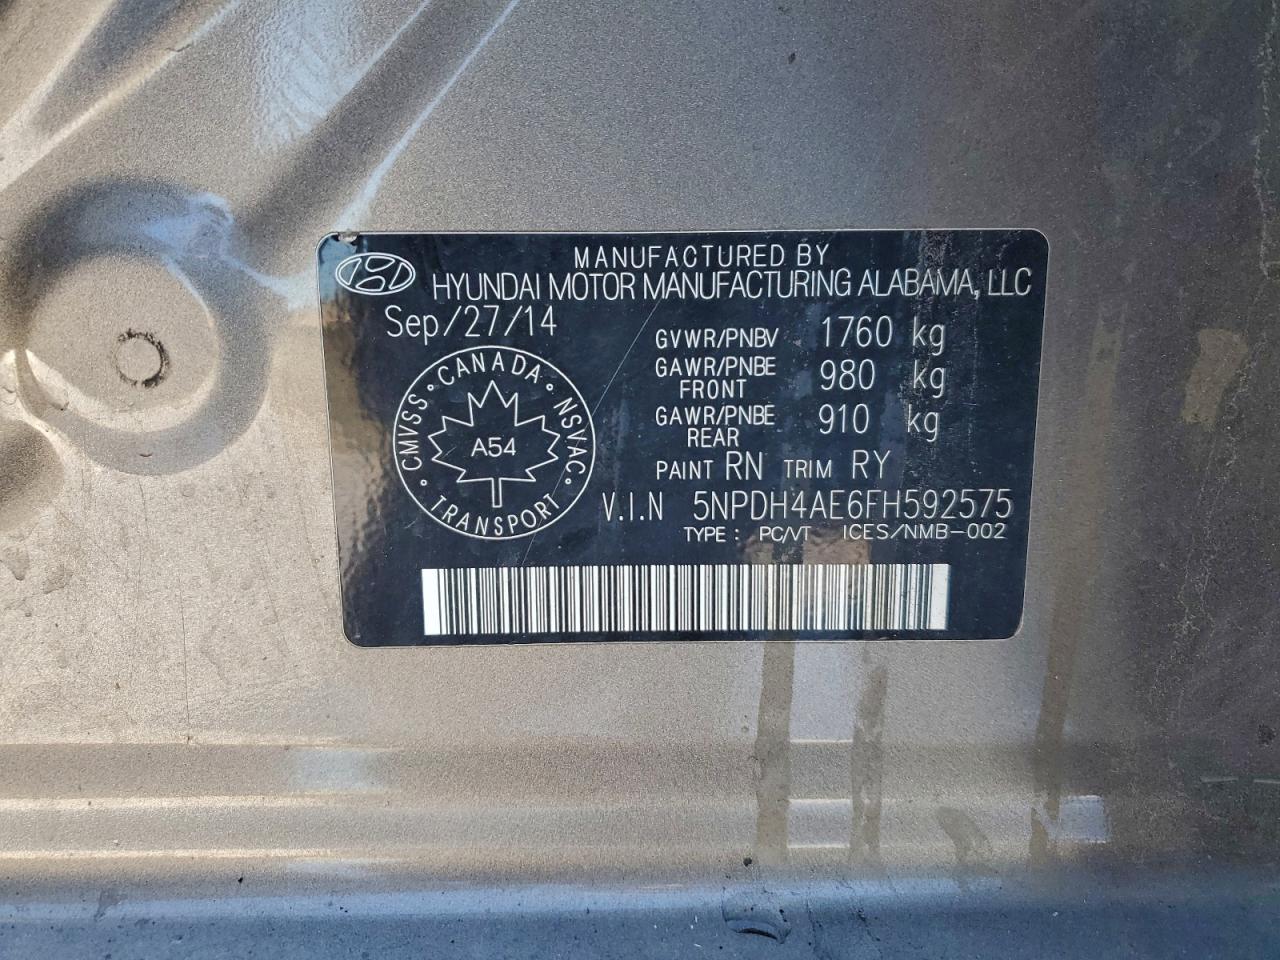 MANUFACTURED BY
HYUNDAI MOTOR MANUFACTURING ALABAMA, LLC
Sep/27/14
GVWR/PNBV 1760 kg
GAWR/PNBE FRONT 980 kg
GAWR/PNBE REAR 910 kg
CANADA · NSVAC · TRANSPORT · CMVSS ·
A54
PAINT RN TRIM RY
V.I.N 5NPDH4AE6FH592575
TYPE : PC/VT ICES/NMB-002